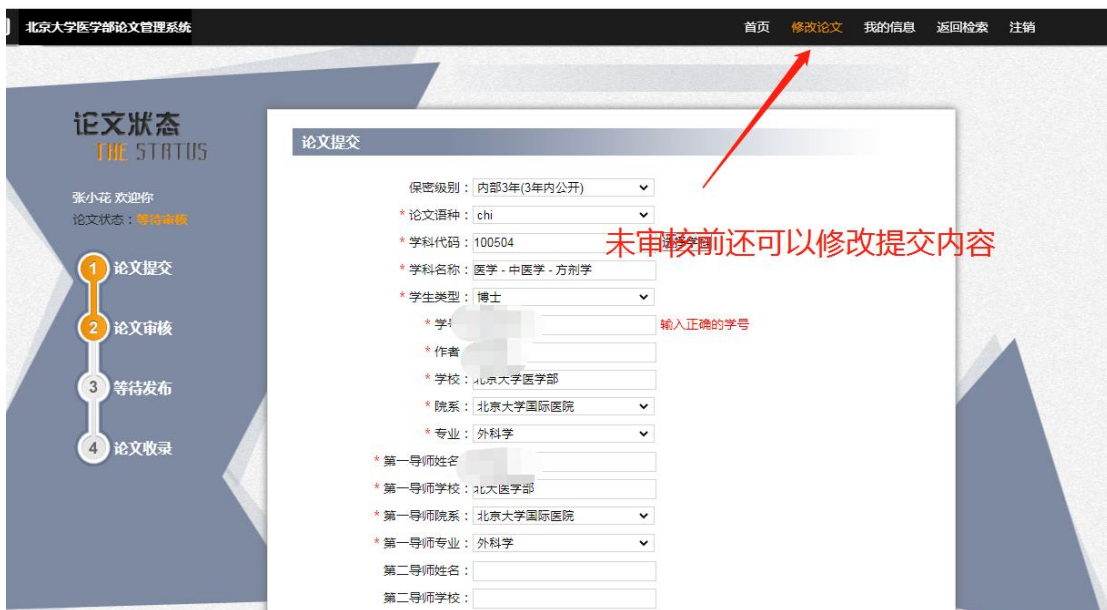 北京大学医学部论文管理系统
首页 修改论文 我的信息 返回检索 注销
论文状态
THE STATUS
张小花 欢迎你
论文状态：等待审核
1 论文提交
2 论文审核
3 等待发布
4 论文收录
论文提交
保密级别： 内部3年(3年内公开)
* 论文语种： chi
* 学科代码： 100504
未审核前还可以修改提交内容
* 学科名称： 医学 - 中医学 - 方剂学
* 学生类型： 博士
* 学号 输入正确的学号
* 作者
* 学校： 北京大学医学部
* 院系： 北京大学国际医院
* 专业： 外科学
* 第一导师姓名
* 第一导师学校： 北大医学部
* 第一导师院系： 北京大学国际医院
* 第一导师专业： 外科学
第二导师姓名：
第二导师学校：